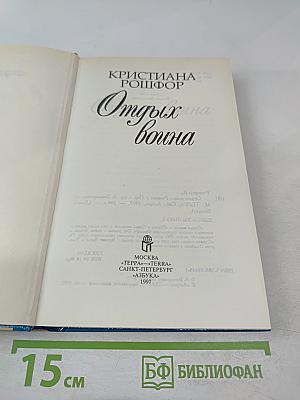 КРИСТИАНА
РОШФОР
Отдых
воина
МОСКВА
«ТЕРРА»—«TERRA»
САНКТ-ПЕТЕРБУРГ
«АЗБУКА»
1997
15 см
БФ БИБЛИОФАН